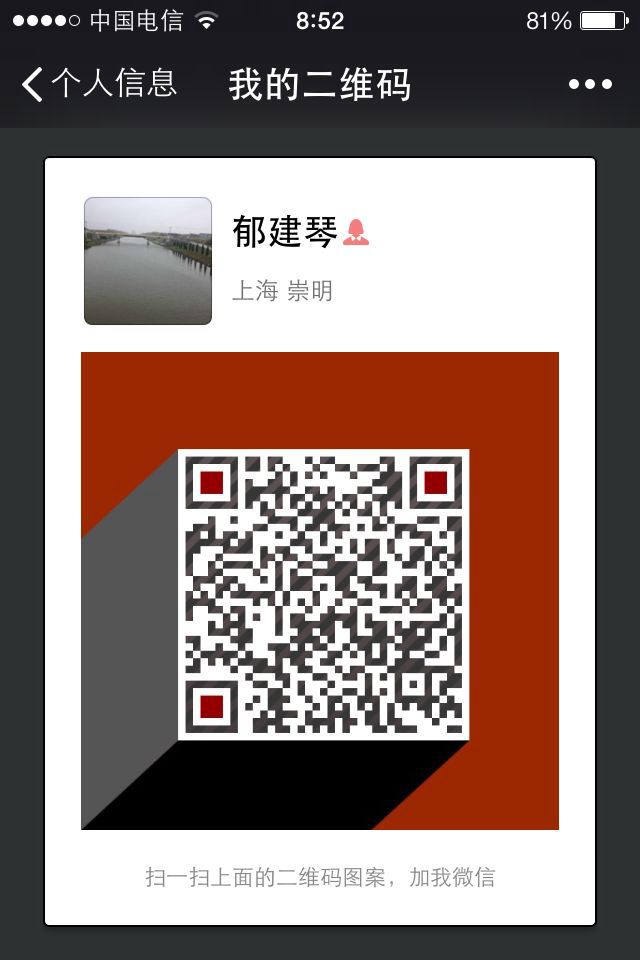 中国电信 8:52 81%
个人信息 我的二维码
郁建琴
上海 崇明
扫一扫上面的二维码图案，加我微信